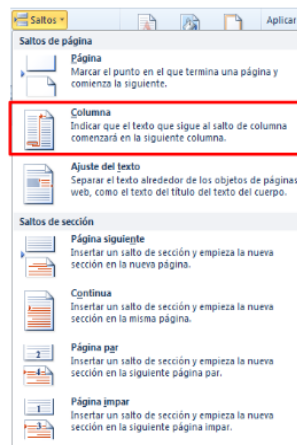 Saltos
Aplicar
Saltos de página
Página
Marcar el punto en el que termina una página y
comienza la siguiente.
Columna
Indicar que el texto que sigue al salto de columna
comenzará en la siguiente columna.
Ajuste del texto
Separar el texto alrededor de los objetos de páginas
web, como el texto del título del texto del cuerpo.
Saltos de sección
Página siguiente
Insertar un salto de sección y empieza la nueva
sección en la nueva página.
Continua
Insertar un salto de sección y empieza la nueva
sección en la misma página.
2
4
Página par
Insertar un salto de sección y empieza la nueva
sección en la siguiente página par.
1
3
Página impar
Insertar un salto de sección y empieza la nueva
sección en la siguiente página impar.